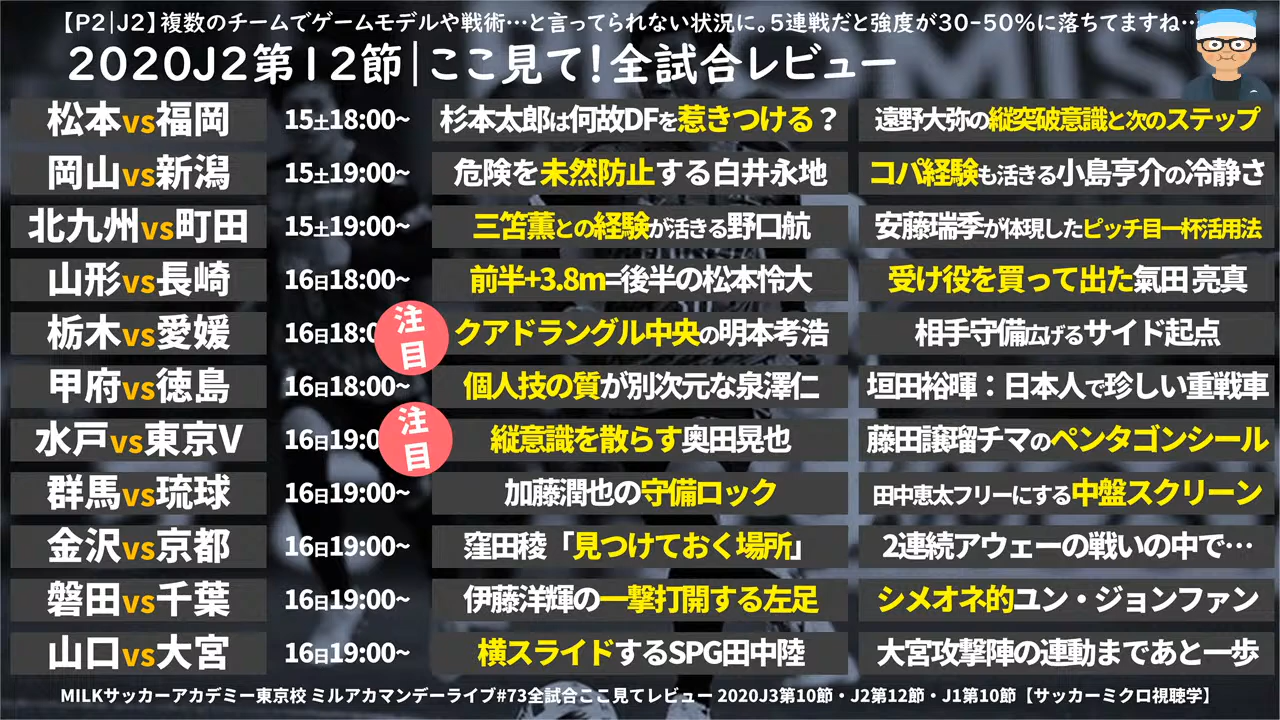 【P2|J2】複数のチームでゲームモデルや戦術…と言ってられない状況に。5連戦だと強度が30-50%に落ちてますね…
2020J2第12節|ここ見て!全試合レビュー
松本vs福岡 15土18:00~ 杉本太郎は何故DFを惹きつける? 遠野大弥の縦突破意識と次のステップ
岡山vs新潟 15土19:00~ 危険を未然防止する白井永地 コパ経験も活きる小島亨介の冷静さ
北九州vs町田 15土19:00~ 三笘薫との経験が活きる野口航 安藤瑞季が体現したピッチ目一杯活用法
山形vs長崎 16日18:00~ 前半+3.8m=後半の松本怜大 受け役を買って出た氣田 亮真
栃木vs愛媛 16日18:0 注目 クアドラングル中央の明本考浩 相手守備広げるサイド起点
甲府vs徳島 16日18:00~ 個人技の質が別次元な泉澤仁 垣田裕暉:日本人で珍しい重戦車
水戸vs東京V 16日19:0 注目 縦意識を散らす奥田晃也 藤田譲瑠チマのペンタゴンシール
群馬vs琉球 16日19:00~ 加藤潤也の守備ロック 田中恵太フリーにする中盤スクリーン
金沢vs京都 16日19:00~ 窪田稜「見つけておく場所」 2連続アウェーの戦いの中で…
磐田vs千葉 16日19:00~ 伊藤洋輝の一撃打開する左足 シメオネ的ユン・ジョンファン
山口vs大宮 16日19:00~ 横スライドするSPG田中陸 大宮攻撃陣の連動まであと一歩
MILKサッカーアカデミー東京校 ミルアカマンデーライブ#73全試合ここ見てレビュー 2020J3第10節・J2第12節・J1第10節【サッカーミクロ視聴学】